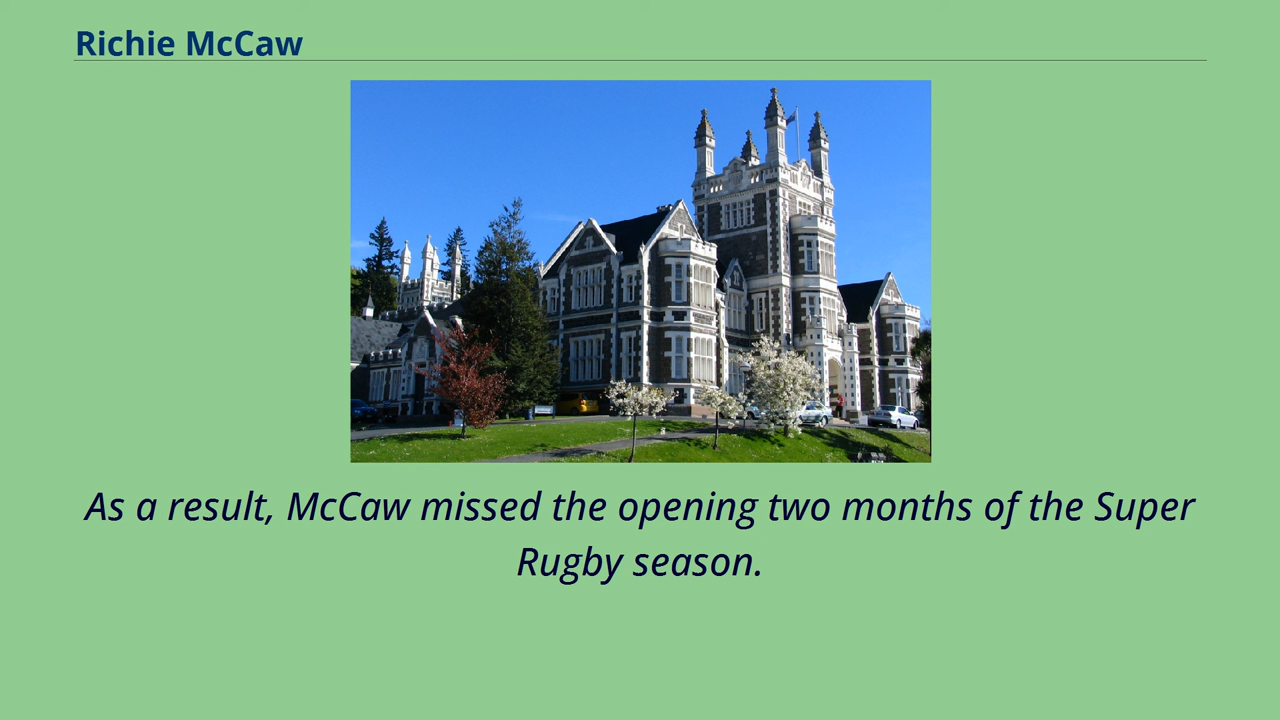 Richie McCaw
As a result, McCaw missed the opening two months of the Super
Rugby season.